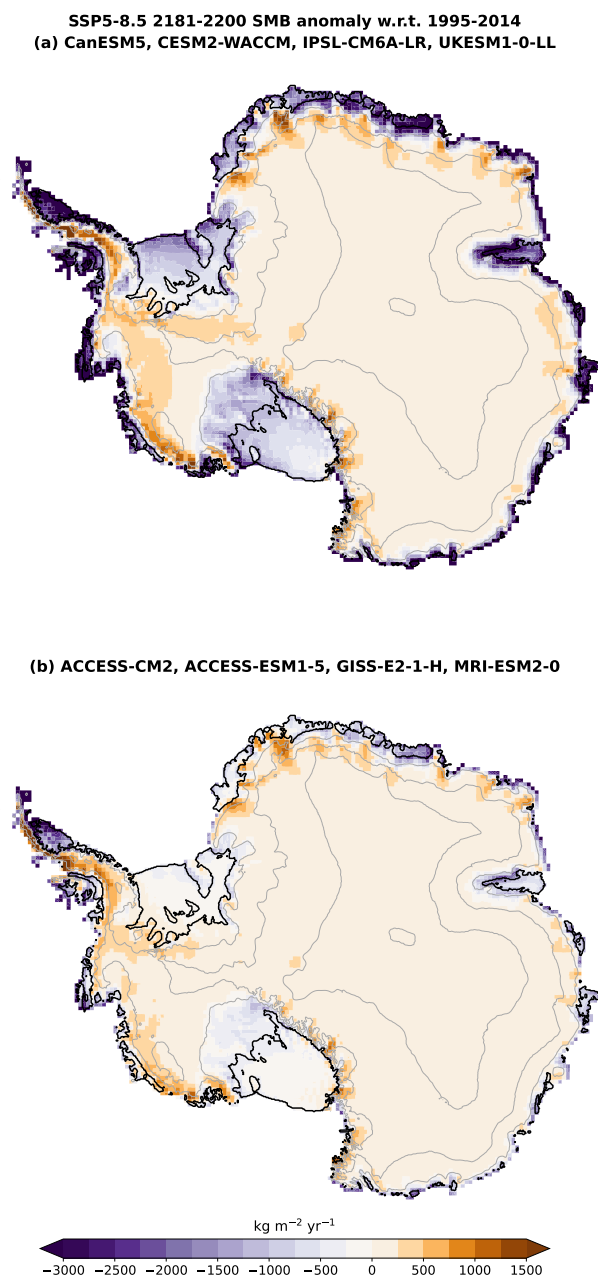 SSP5-8.5 2181-2200 SMB anomaly w.r.t. 1995-2014
(a) CanESM5, CESM2-WACCM, IPSL-CM6A-LR, UKESM1-0-LL
(b) ACCESS-CM2, ACCESS-ESM1-5, GISS-E2-1-H, MRI-ESM2-0
kg m⁻² yr⁻¹
−3000 −2500 −2000 −1500 −1000 −500 0 500 1000 1500